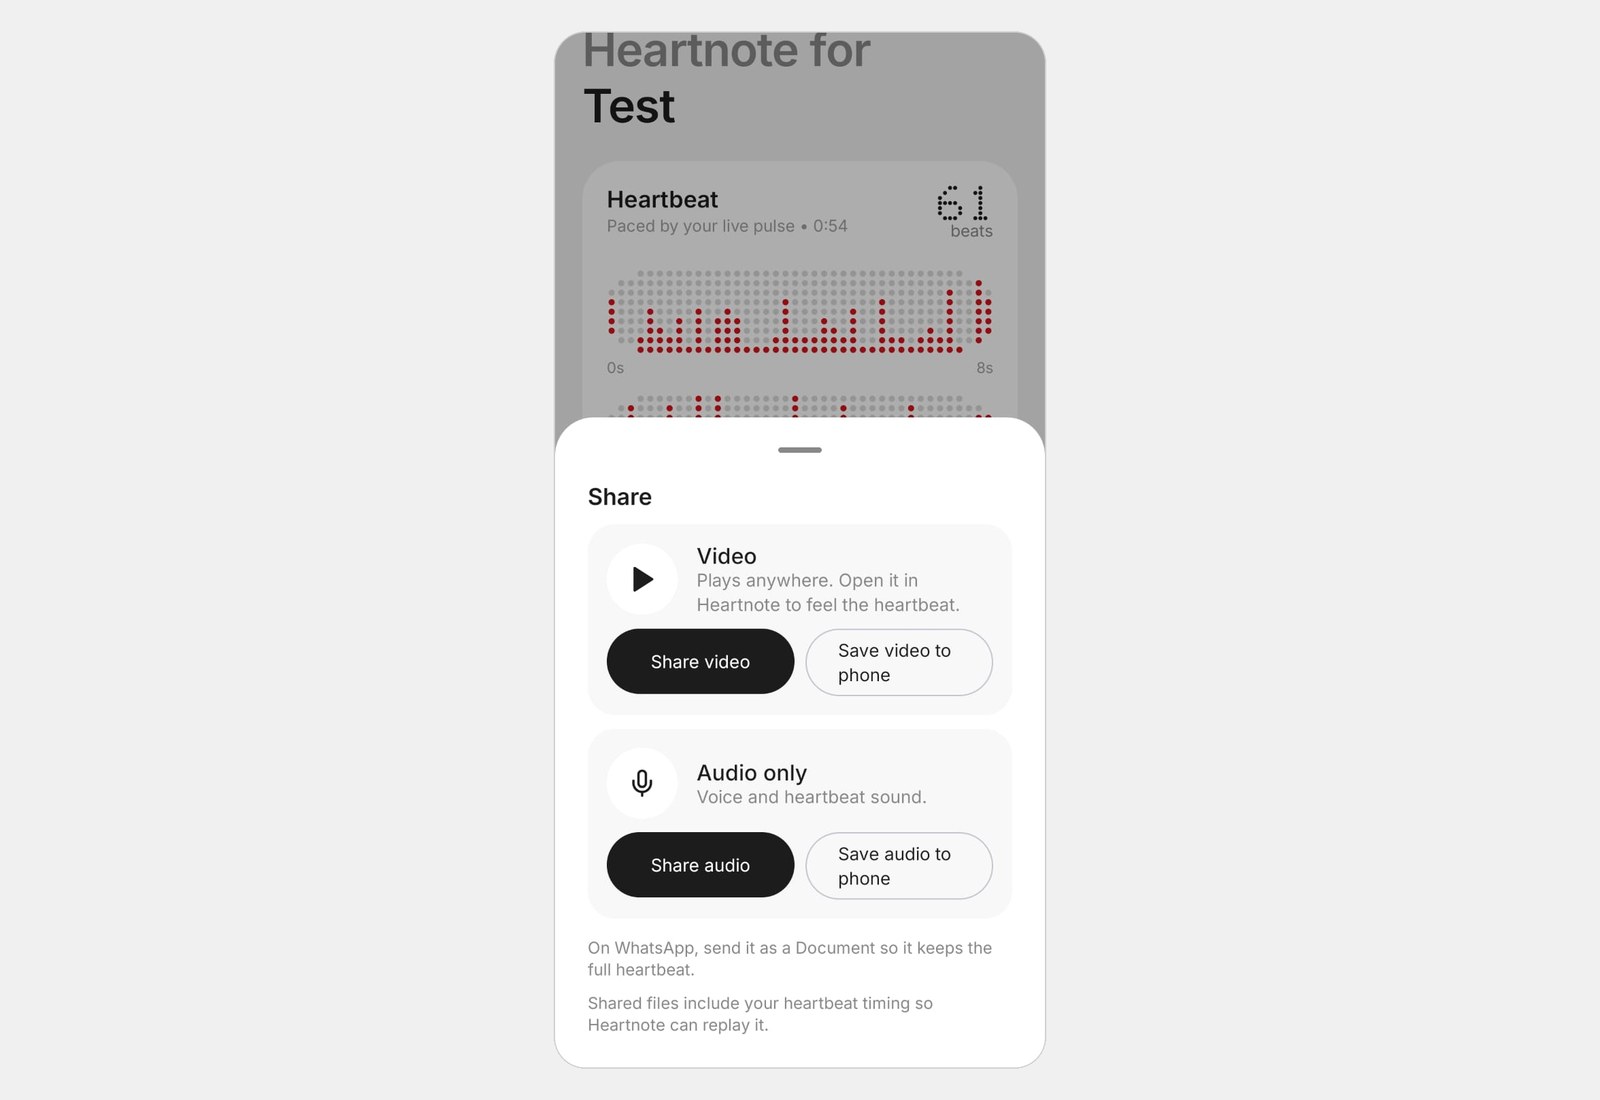 Heartnote for
Test
Heartbeat
Paced by your live pulse • 0:54
61
beats
0s
8s
Share
Video
Plays anywhere. Open it in
Heartnote to feel the heartbeat.
Share video
Save video to
phone
Audio only
Voice and heartbeat sound.
Share audio
Save audio to
phone
On WhatsApp, send it as a Document so it keeps the
full heartbeat.
Shared files include your heartbeat timing so
Heartnote can replay it.